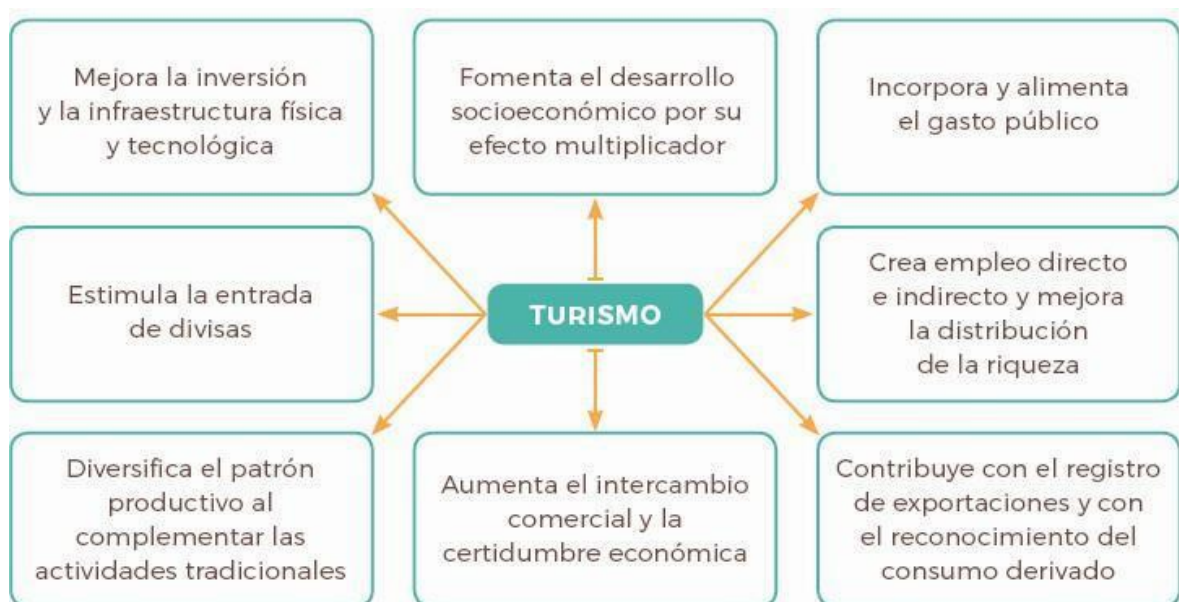 Mejora la inversión
y la infraestructura física
y tecnológica
Fomenta el desarrollo
socioeconómico por su
efecto multiplicador
Incorpora y alimenta
el gasto público
Estimula la entrada
de divisas
TURISMO
Crea empleo directo
e indirecto y mejora
la distribución
de la riqueza
Diversifica el patrón
productivo al
complementar las
actividades tradicionales
Aumenta el intercambio
comercial y la
certidumbre económica
Contribuye con el registro
de exportaciones y con
el reconocimiento del
consumo derivado